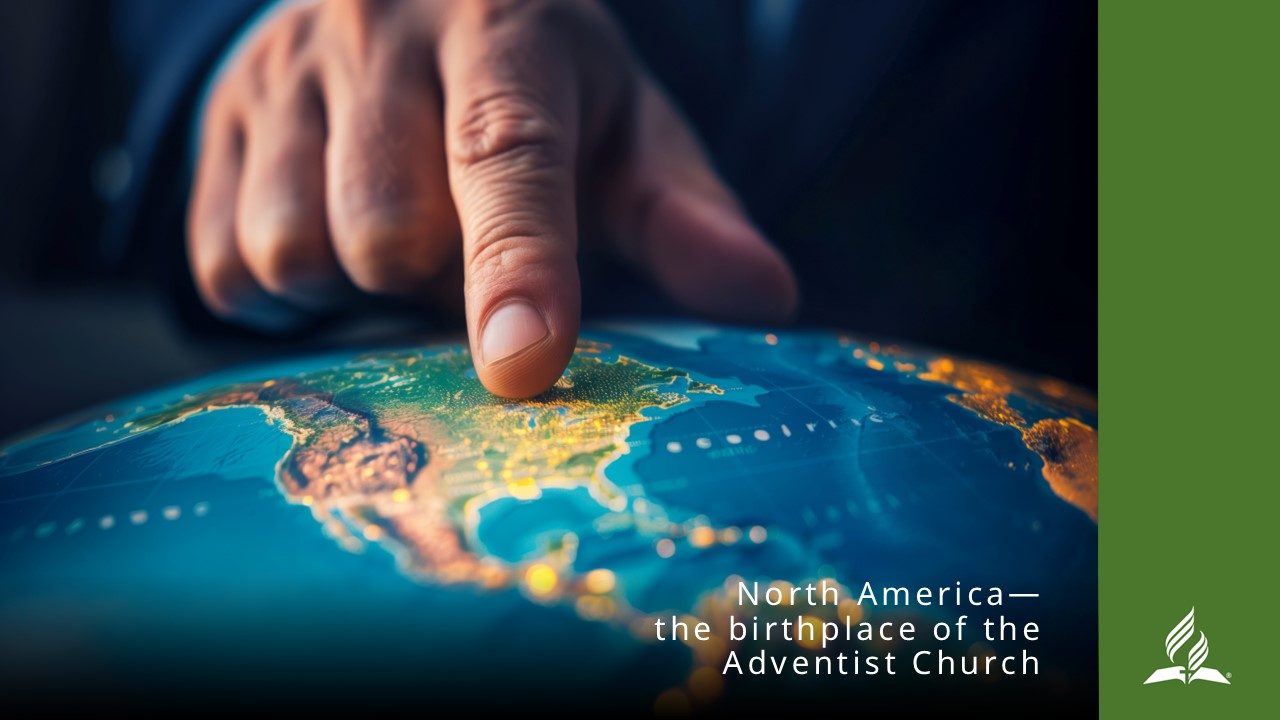 North America—
the birthplace of the
Adventist Church